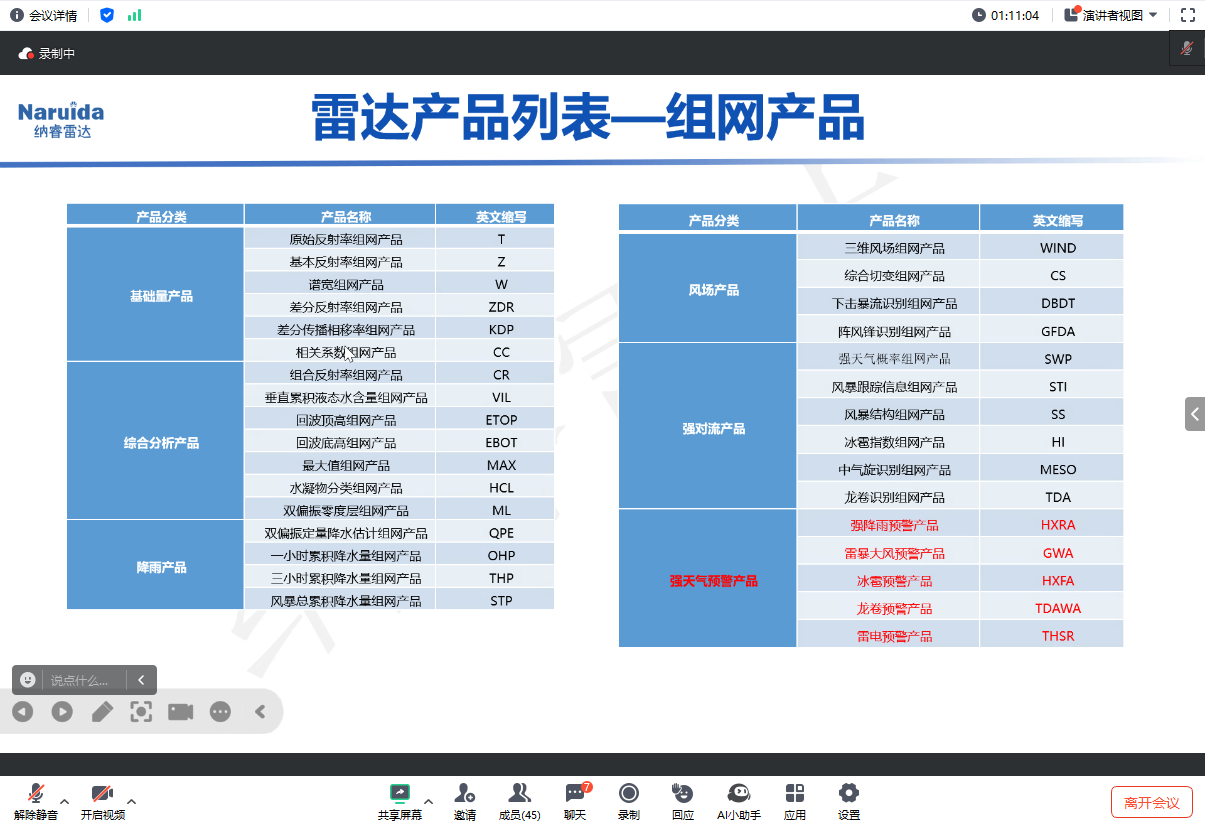 会议详情
01:11:04
演讲者视图
录制中
Naruida
纳睿雷达
雷达产品列表—组网产品
产品分类 产品名称 英文缩写
基础量产品
原始反射率组网产品 T
基本反射率组网产品 Z
谱宽组网产品 W
差分反射率组网产品 ZDR
差分传播相移率组网产品 KDP
相关系数组网产品 CC
综合分析产品
组合反射率组网产品 CR
垂直累积液态水含量组网产品 VIL
回波顶高组网产品 ETOP
回波底高组网产品 EBOT
最大值组网产品 MAX
水凝物分类组网产品 HCL
双偏振零度层组网产品 ML
降雨产品
双偏振定量降水估计组网产品 QPE
一小时累积降水量组网产品 OHP
三小时累积降水量组网产品 THP
风暴总累积降水量组网产品 STP
产品分类 产品名称 英文缩写
风场产品
三维风场组网产品 WIND
综合切变组网产品 CS
下击暴流识别组网产品 DBDT
阵风锋识别组网产品 GFDA
强对流产品
强天气概率组网产品 SWP
风暴跟踪信息组网产品 STI
风暴结构组网产品 SS
冰雹指数组网产品 HI
中气旋识别组网产品 MESO
龙卷识别组网产品 TDA
强天气预警产品
强降雨预警产品 HXRA
雷暴大风预警产品 GWA
冰雹预警产品 HXFA
龙卷预警产品 TDAWA
雷电预警产品 THSR
说点什么...
解除静音
开启视频
共享屏幕
邀请
成员(45)
7
聊天
录制
回应
AI小助手
应用
设置
离开会议